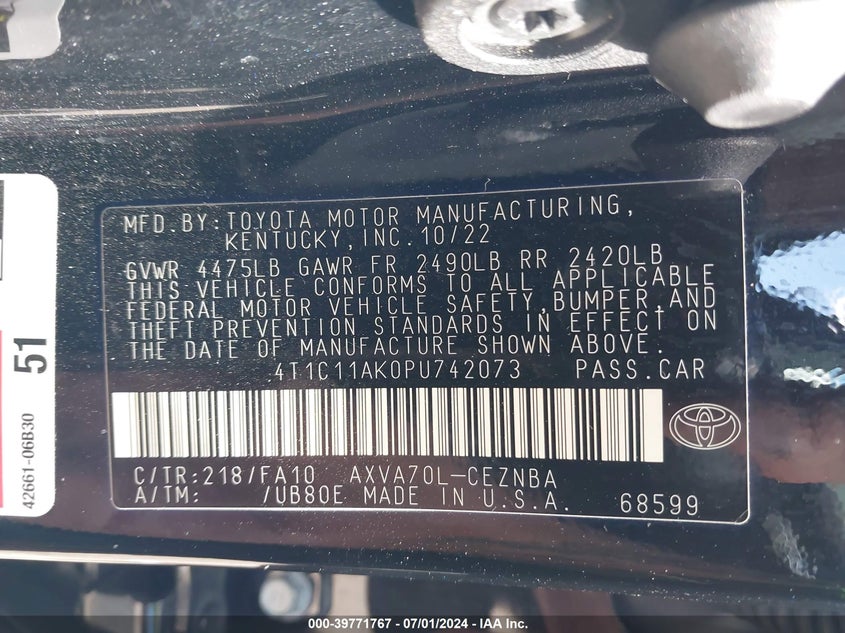 MFD.BY:TOYOTA MOTOR MANUFACTURING,
KENTUCKY,INC.10/22
GVWR 4475LB GAWR FR 2490LB RR 2420LB
THIS VEHICLE CONFORMS TO ALL APPLICABLE
FEDERAL MOTOR VEHICLE SAFETY,BUMPER,AND
THEFT PREVENTION STANDARDS IN EFFECT ON
THE DATE OF MANUFACTURE SHOWN ABOVE.
4T1C11AK0PU742073 PASS.CAR
C/TR:218/FA10 AXVA70L-CEZNBA
A/TM: /UB80E MADE IN U.S.A. 68599
51
42661-06B30
000-39771767 - 07/01/2024 - IAA Inc.